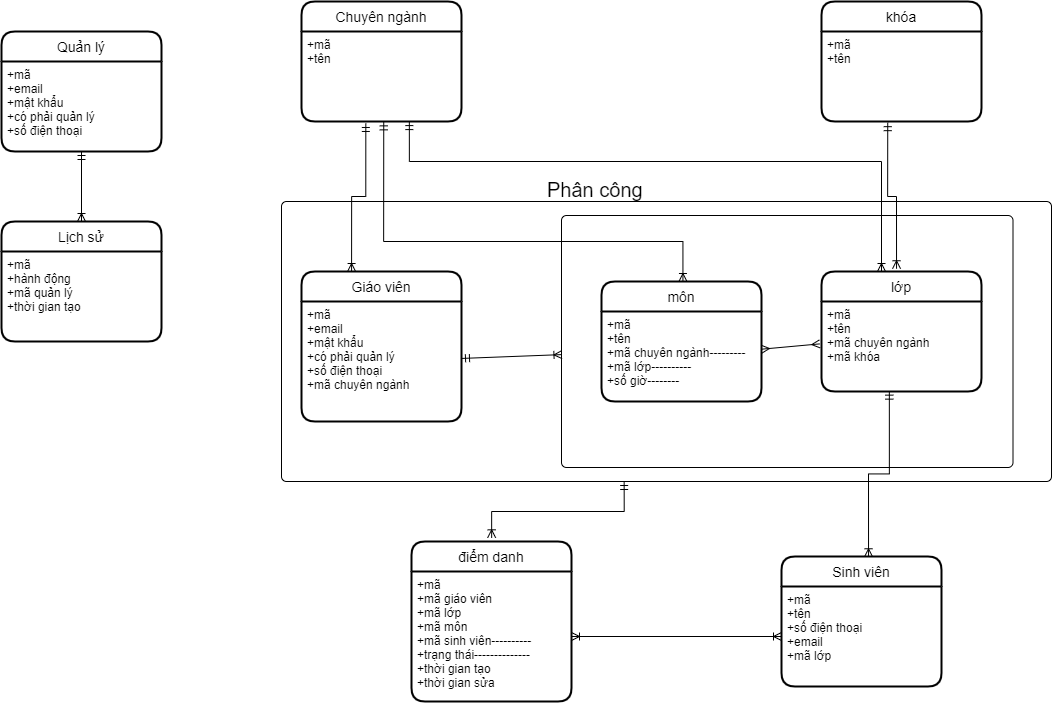 Chuyên ngành
+mã
+tên
khóa
+mã
+tên
Quản lý
+mã
+email
+mật khẩu
+có phải quản lý
+số điện thoại
Phân công
Lịch sử
+mã
+hành động
+mã quản lý
+thời gian tạo
Giáo viên
+mã
+email
+mật khẩu
+có phải quản lý
+số điện thoại
+mã chuyên ngành
môn
+mã
+tên
+mã chuyên ngành---------
+mã lớp----------
+số giờ--------
lớp
+mã
+tên
+mã chuyên ngành
+mã khóa
điểm danh
+mã
+mã giáo viên
+mã lớp
+mã môn
+mã sinh viên----------
+trạng thái--------------
+thời gian tạo
+thời gian sửa
Sinh viên
+mã
+tên
+số điện thoại
+email
+mã lớp